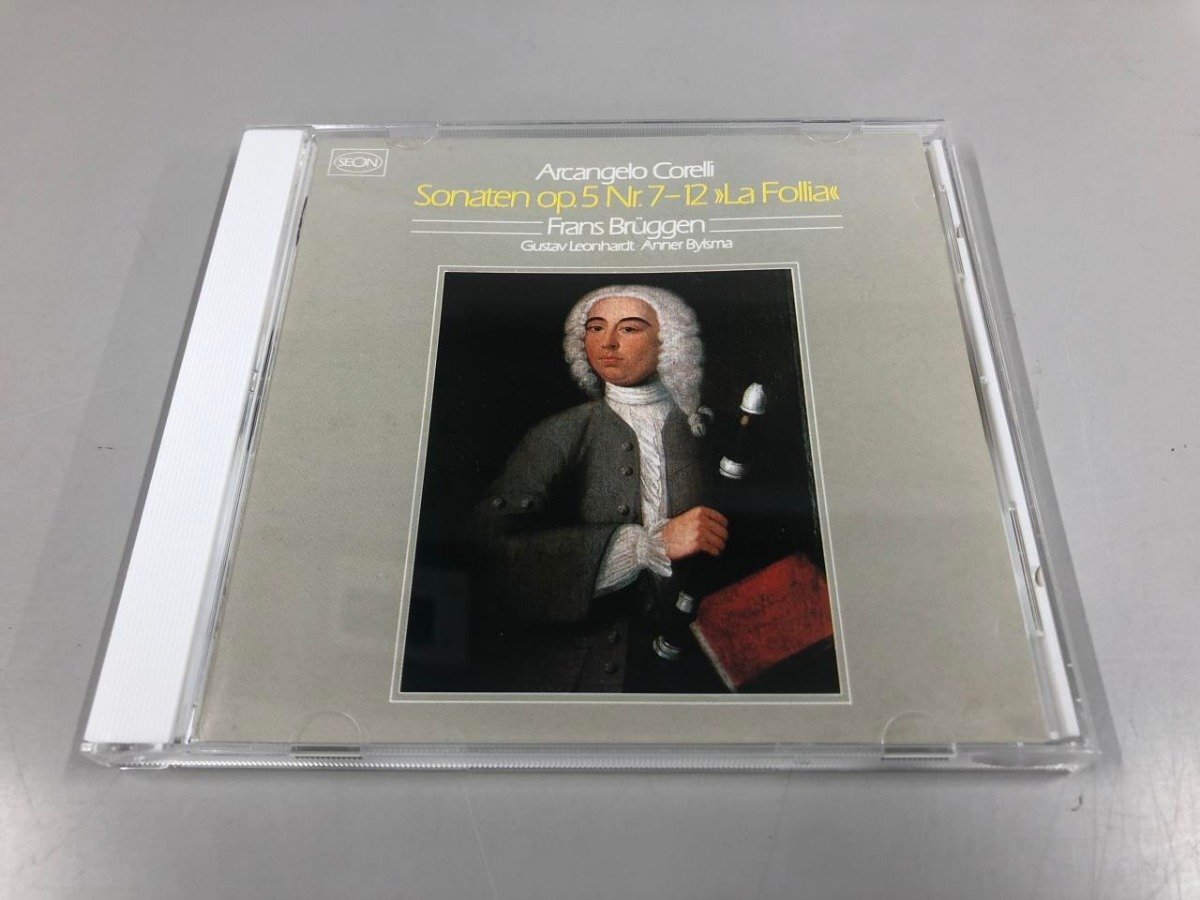 SEON
Arcangelo Corelli
Sonaten op. 5 Nr. 7–12 »La Follia«
Frans Brüggen
Gustav Leonhardt · Anner Bylsma